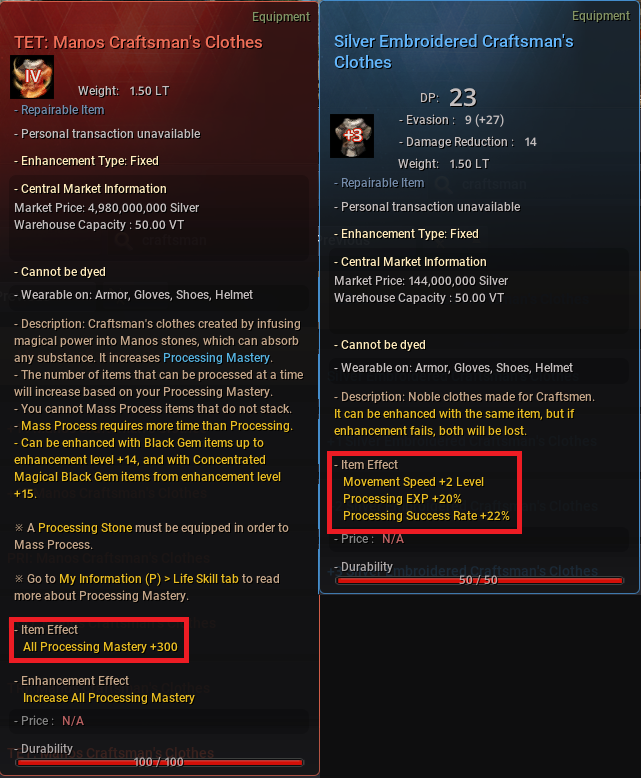 Equipment
TET: Manos Craftsman's Clothes
IV
Weight: 1.50 LT
- Repairable Item
- Personal transaction unavailable
- Enhancement Type: Fixed
- Central Market Information
Market Price: 4,980,000,000 Silver
Warehouse Capacity : 50.00 VT
craftsman
- Cannot be dyed
- Wearable on: Armor, Gloves, Shoes, Helmet
- Description: Craftsman's clothes created by infusing
magical power into Manos stones, which can absorb
any substance. It increases Processing Mastery.
- The number of items that can be processed at a time
will increase based on your Processing Mastery.
- You cannot Mass Process items that do not stack.
- Mass Process requires more time than Processing.
- Can be enhanced with Black Gem items up to
enhancement level +14, and with Concentrated
Magical Black Gem items from enhancement level
+15.
※ A Processing Stone must be equipped in order to
Mass Process.
※ Go to My Information (P) > Life Skill tab to read
more about Processing Mastery.
- Item Effect
All Processing Mastery +300
- Enhancement Effect
Increase All Processing Mastery
- Price : N/A
- Durability
100 / 100
Equipment
Silver Embroidered Craftsman's
Clothes
+3
DP: 23
- Evasion : 9 (+27)
- Damage Reduction : 14
Weight: 1.50 LT
- Repairable Item
craftsman
- Personal transaction unavailable
- Enhancement Type: Fixed
- Central Market Information
Market Price: 144,000,000 Silver
Warehouse Capacity : 50.00 VT
- Cannot be dyed
- Wearable on: Armor, Gloves, Shoes, Helmet
- Description: Noble clothes made for Craftsmen.
It can be enhanced with the same item, but if
enhancement fails, both will be lost.
- Item Effect
Movement Speed +2 Level
Processing EXP +20%
Processing Success Rate +22%
- Price : N/A
- Durability
50 / 50